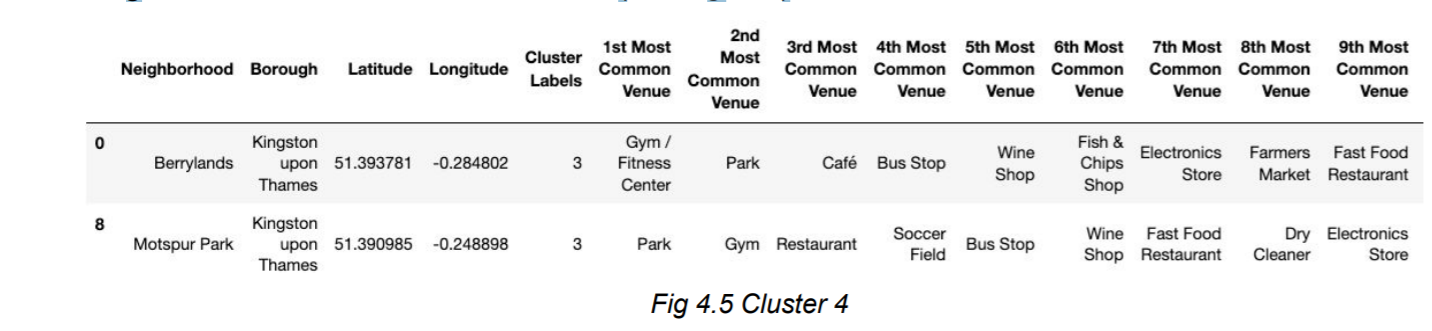 Neighborhood Borough Latitude Longitude Cluster Labels 1st Most Common Venue 2nd Most Common Venue 3rd Most Common Venue 4th Most Common Venue 5th Most Common Venue 6th Most Common Venue 7th Most Common Venue 8th Most Common Venue 9th Most Common Venue
0 Berrylands Kingston upon Thames 51.393781 -0.284802 3 Gym / Fitness Center Park Café Bus Stop Wine Shop Fish & Chips Shop Electronics Store Farmers Market Fast Food Restaurant
8 Motspur Park Kingston upon Thames 51.390985 -0.248898 3 Park Gym Restaurant Soccer Field Bus Stop Wine Shop Fast Food Restaurant Dry Cleaner Electronics Store
Fig 4.5 Cluster 4